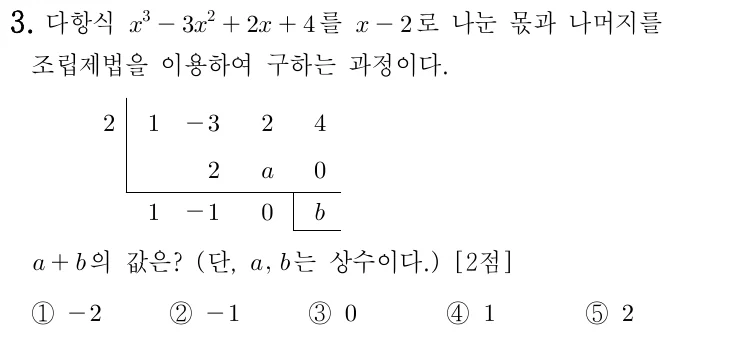 3. 다항식 x³ − 3x² + 2x + 4를 x − 2로 나눈 몫과 나머지를
조립제법을 이용하여 구하는 과정이다.
2 1 −3 2 4
2 a 0
1 −1 0 b
a + b의 값은? (단, a, b는 상수이다.) [2점]
① −2 ② −1 ③ 0 ④ 1 ⑤ 2